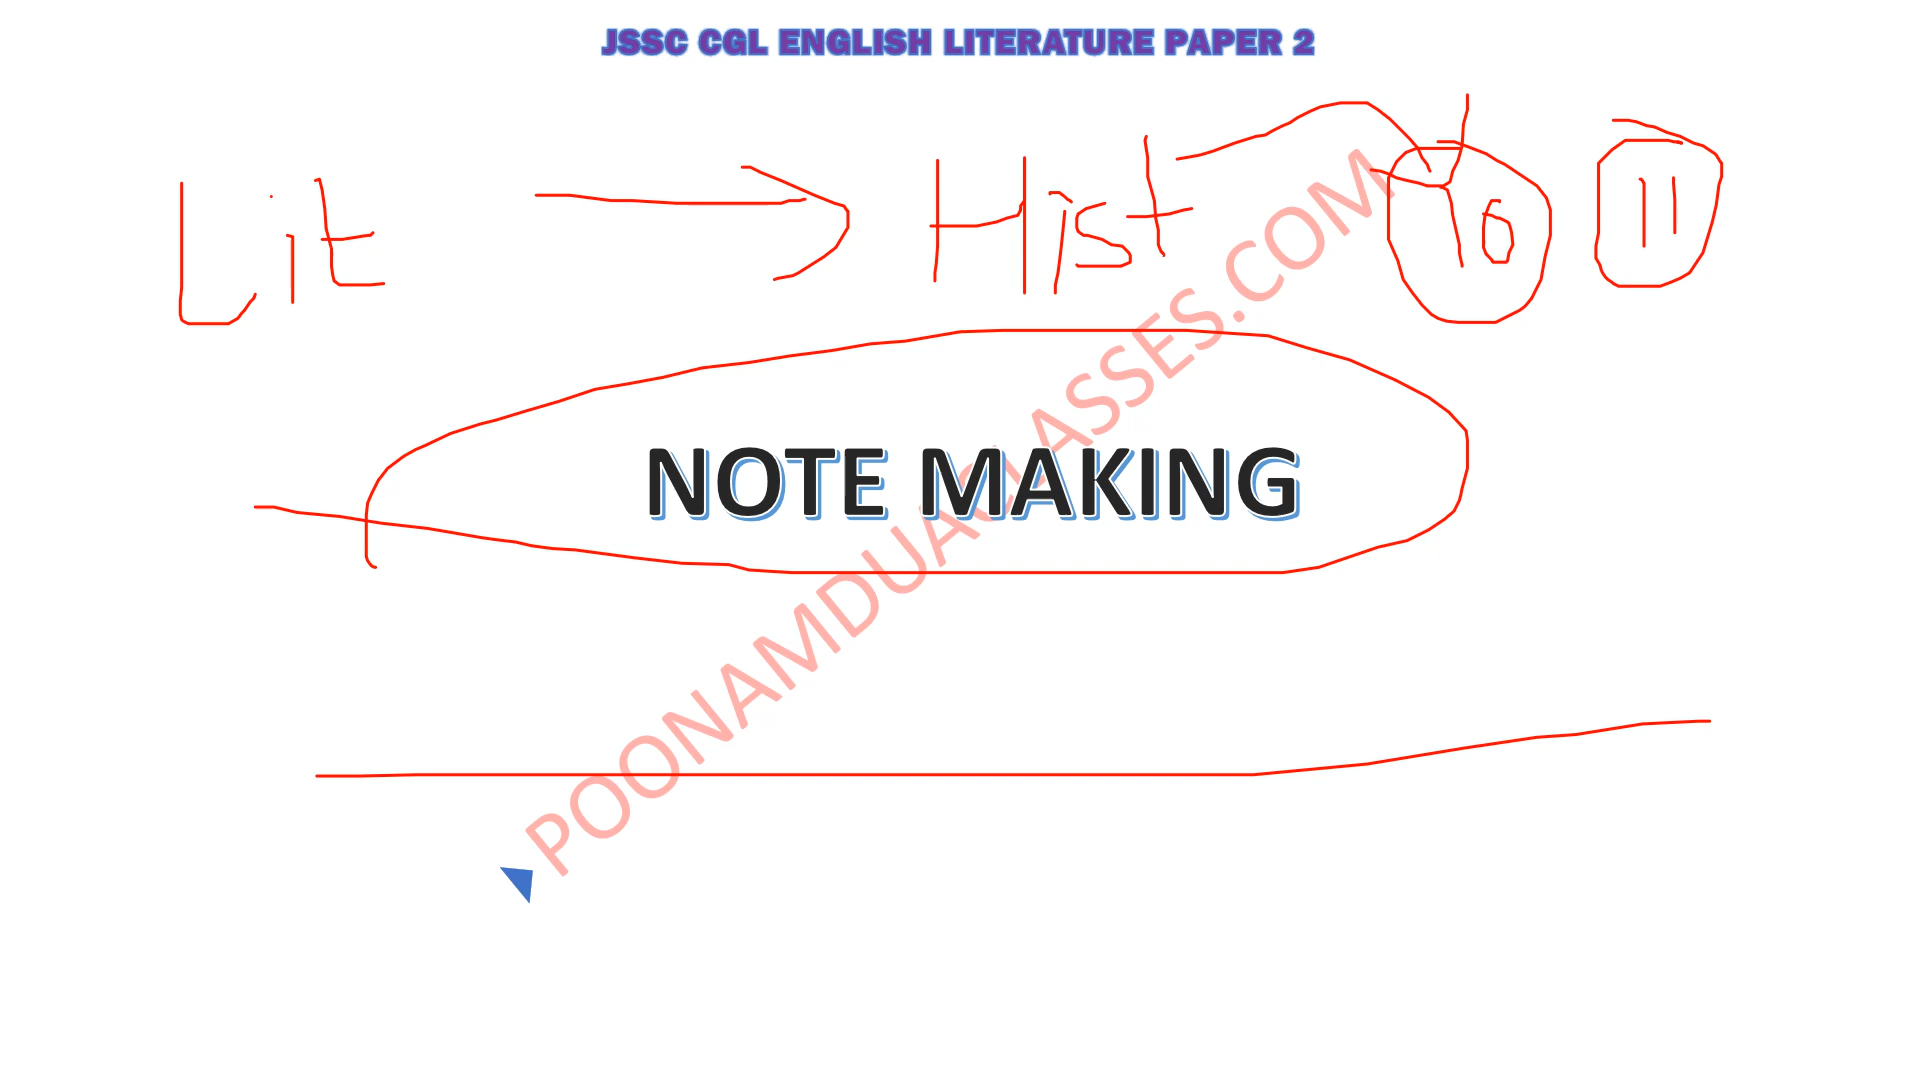 JSSC CGL ENGLISH LITERATURE PAPER 2
Lit → Hist 10 11
NOTE MAKING
POONAMDUACLASSES.COM